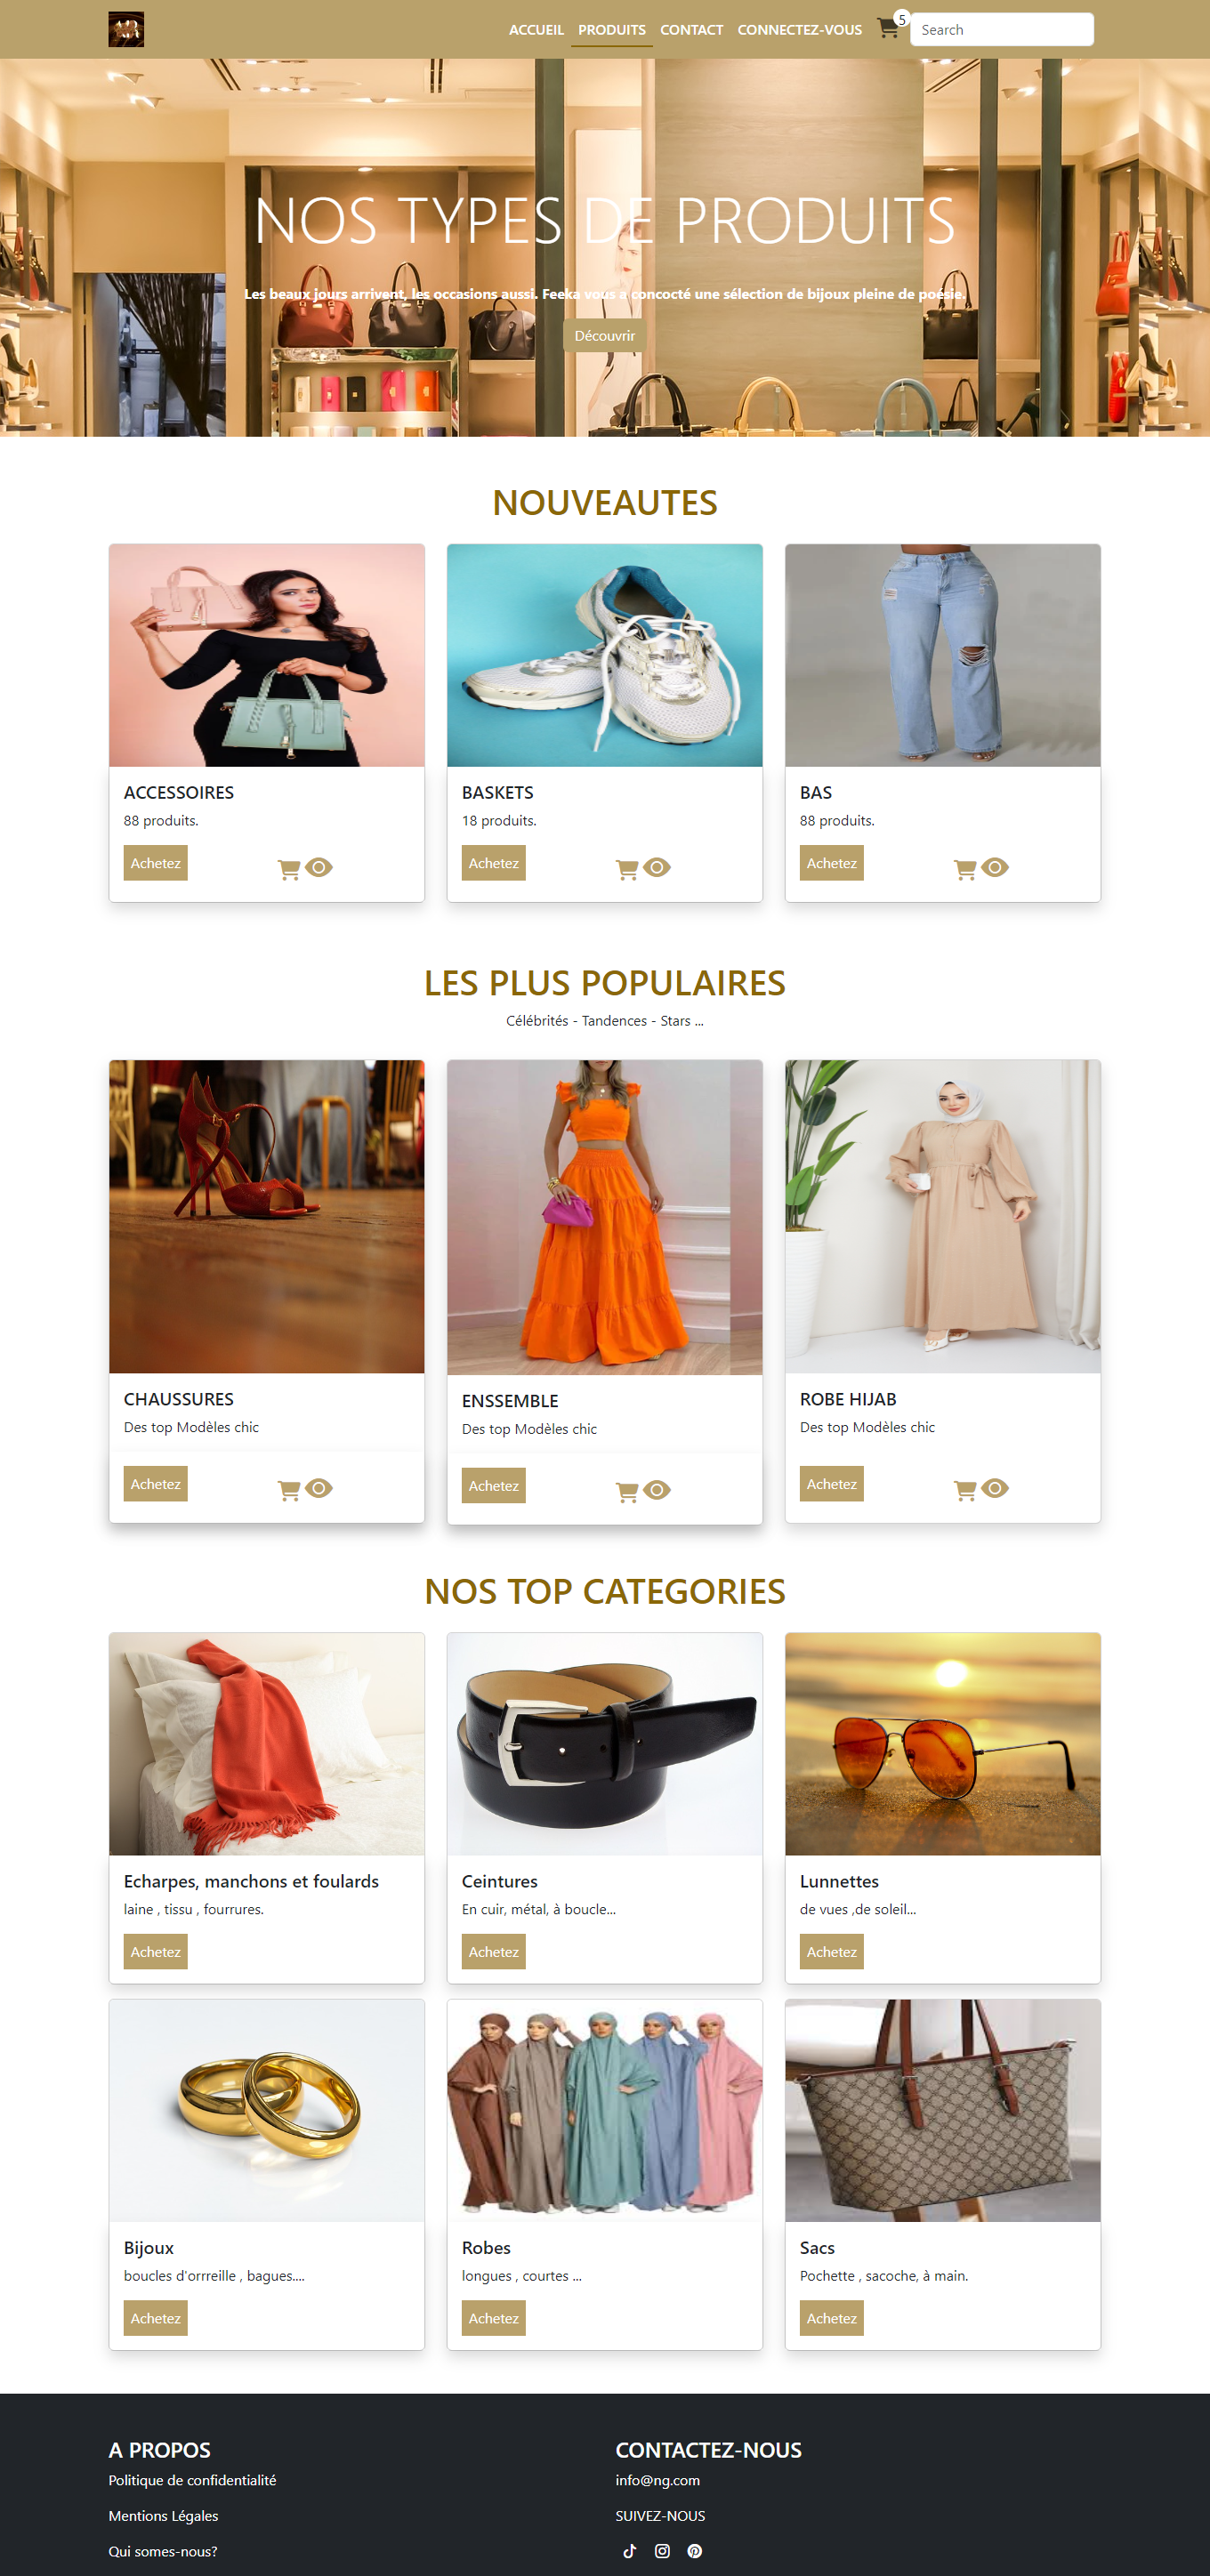 ACCUEIL PRODUITS CONTACT CONNECTEZ-VOUS 5 Search
NOS TYPES DE PRODUITS
Les beaux jours arrivent, les occasions aussi. Feeka vous a concocté une sélection de bijoux pleine de poésie.
Découvrir
NOUVEAUTES
ACCESSOIRES
88 produits.
Achetez
BASKETS
18 produits.
Achetez
BAS
88 produits.
Achetez
LES PLUS POPULAIRES
Célébrités - Tandences - Stars ...
CHAUSSURES
Des top Modèles chic
Achetez
ENSSEMBLE
Des top Modèles chic
Achetez
ROBE HIJAB
Des top Modèles chic
Achetez
NOS TOP CATEGORIES
Echarpes, manchons et foulards
laine , tissu , fourrures.
Achetez
Ceintures
En cuir, métal, à boucle...
Achetez
Lunnettes
de vues ,de soleil...
Achetez
Bijoux
boucles d'orrreille , bagues....
Achetez
Robes
longues , courtes ...
Achetez
Sacs
Pochette , sacoche, à main.
Achetez
A PROPOS
Politique de confidentialité
Mentions Légales
Qui somes-nous?
CONTACTEZ-NOUS
info@ng.com
SUIVEZ-NOUS